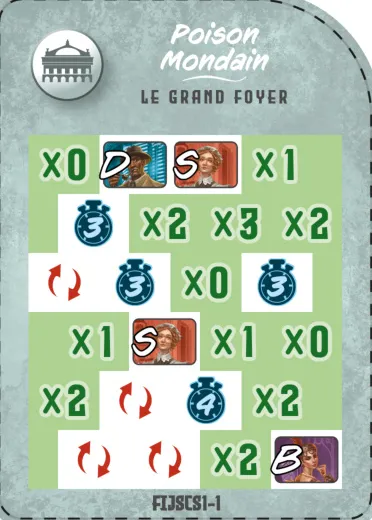 Poison
Mondain
LE GRAND FOYER
X0 D S X1
3 X2 X3 X2
3 X0 3
X1 S X1 X0
X2 4 X2
X2 B
FIJSCS1-1